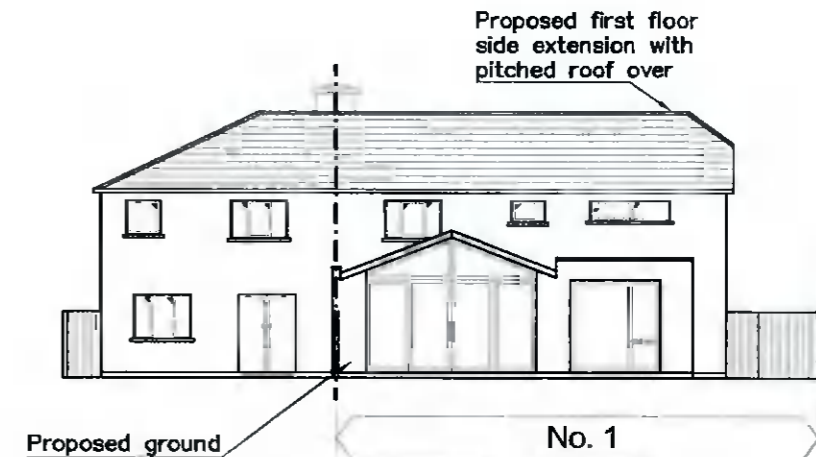 Proposed first floor
side extension with
pitched roof over
No. 1
Proposed ground